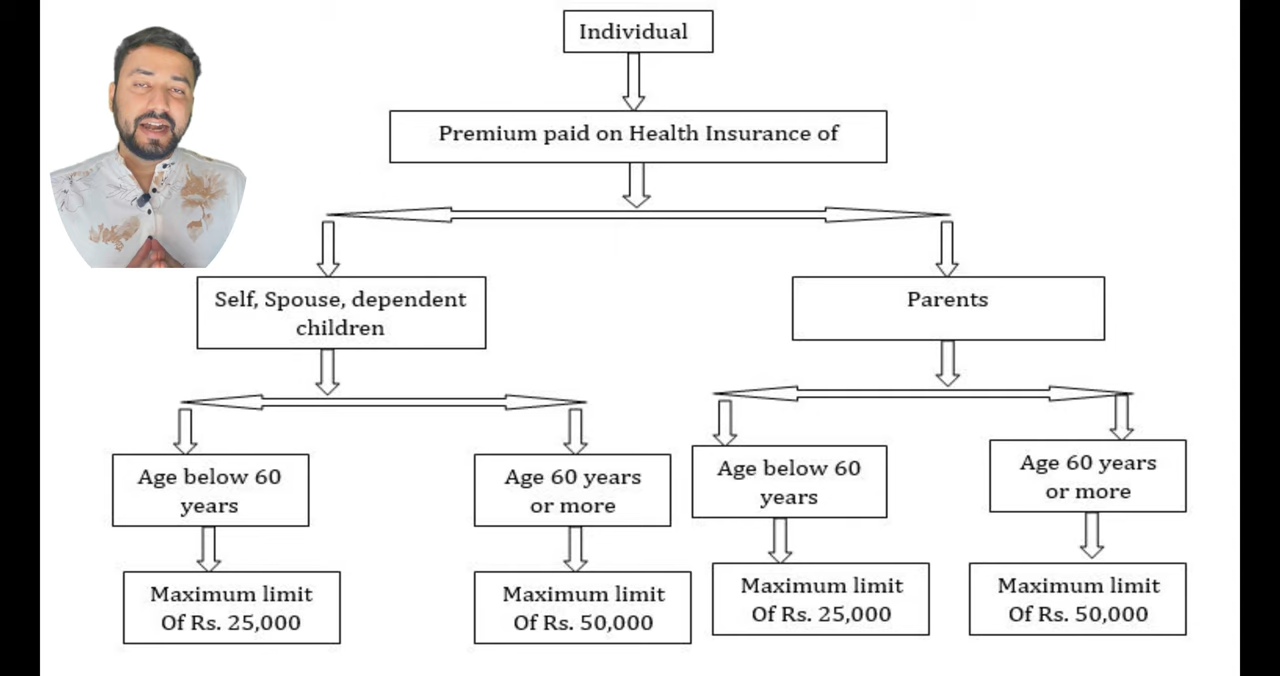 Individual
Premium paid on Health Insurance of
Self, Spouse, dependent
children
Parents
Age below 60
years
Age 60 years
or more
Age below 60
years
Age 60 years
or more
Maximum limit
Of Rs. 25,000
Maximum limit
Of Rs. 50,000
Maximum limit
Of Rs. 25,000
Maximum limit
Of Rs. 50,000